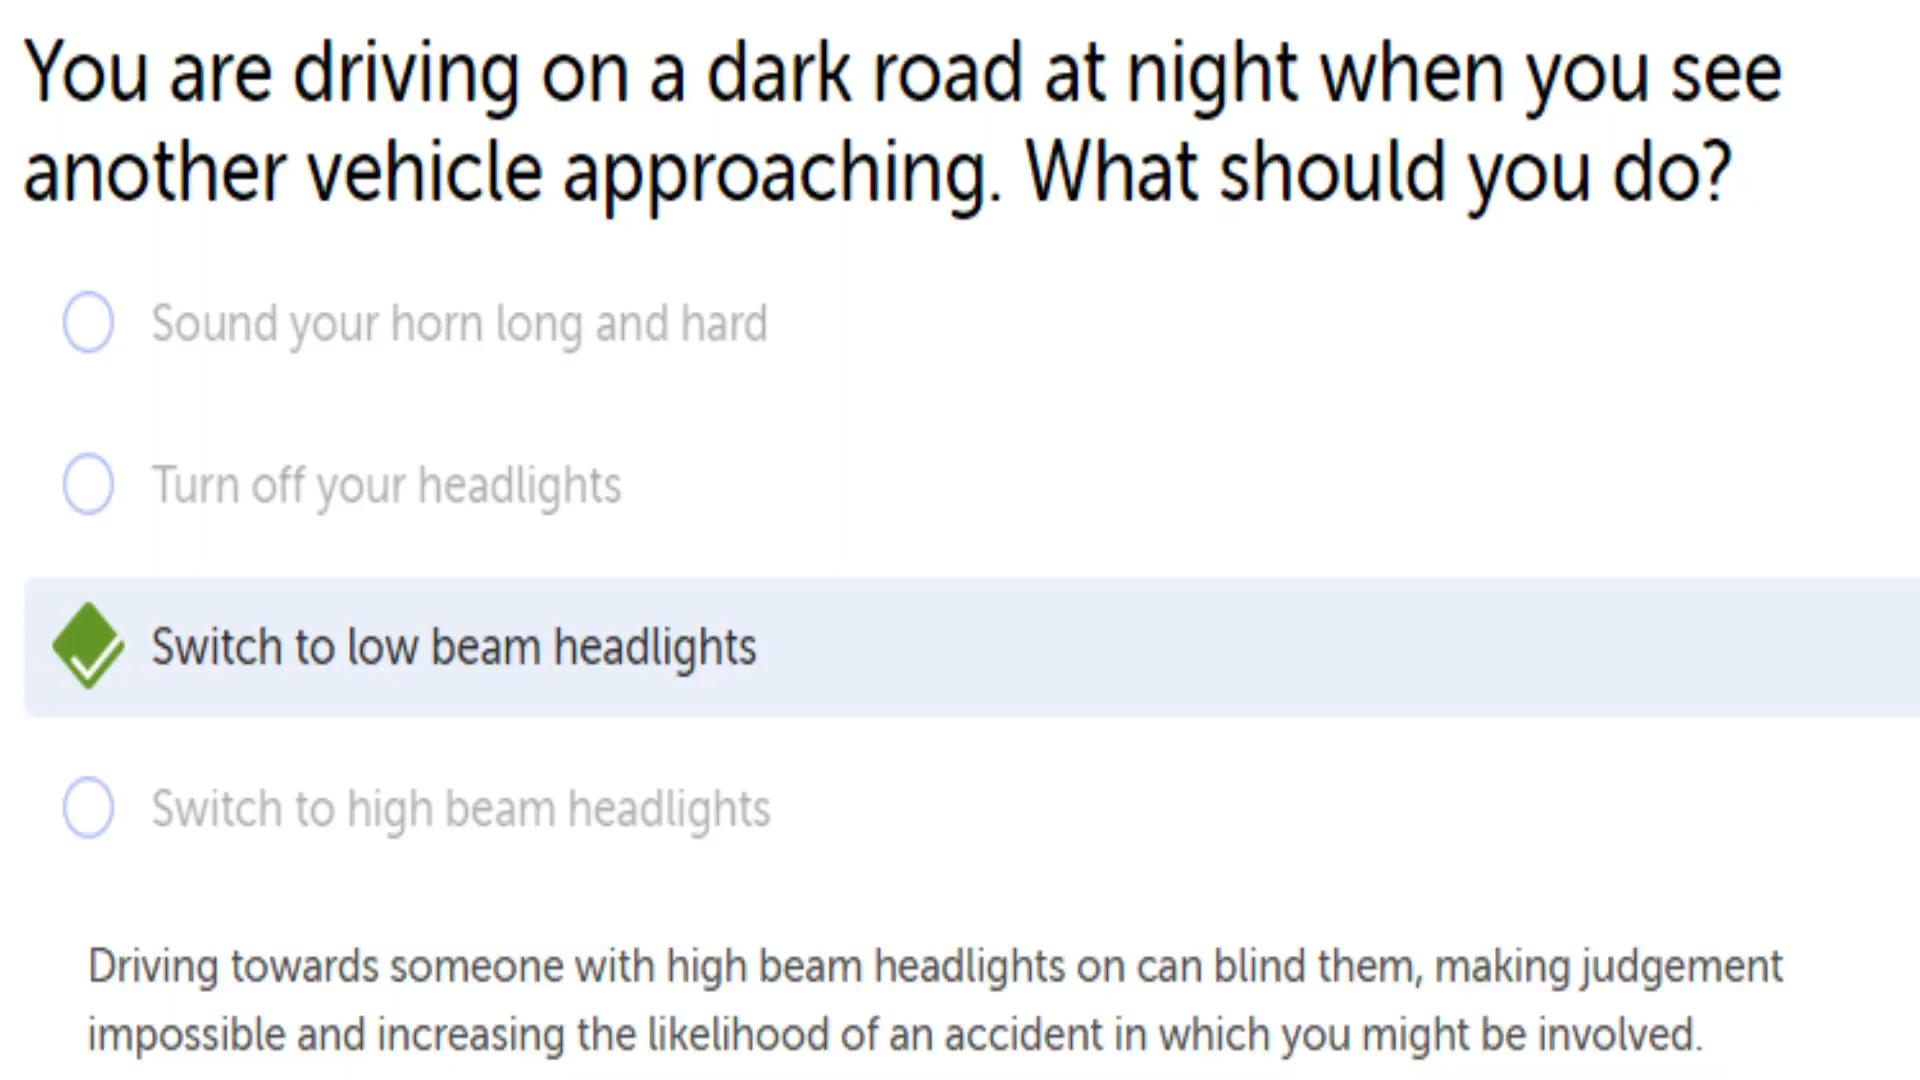 You are driving on a dark road at night when you see
another vehicle approaching. What should you do?
Sound your horn long and hard
Turn off your headlights
Switch to low beam headlights
Switch to high beam headlights
Driving towards someone with high beam headlights on can blind them, making judgement
impossible and increasing the likelihood of an accident in which you might be involved.